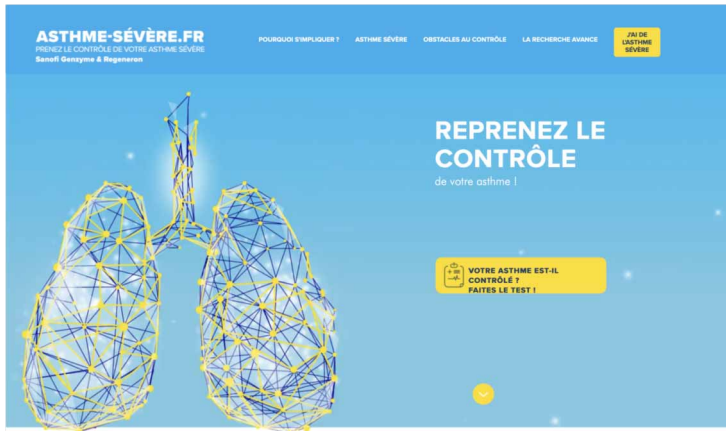 ASTHME-SÉVÈRE.FR
PRENEZ LE CONTRÔLE DE VOTRE ASTHME SÉVÈRE
Sanofi Genzyme & Regeneron
POURQUOI S'IMPLIQUER ?
ASTHME SÉVÈRE
OBSTACLES AU CONTRÔLE
LA RECHERCHE AVANCE
J'AI DE
L'ASTHME
SÉVÈRE
REPRENEZ LE
CONTRÔLE
de votre asthme !
VOTRE ASTHME EST-IL
CONTRÔLÉ ?
FAITES LE TEST !